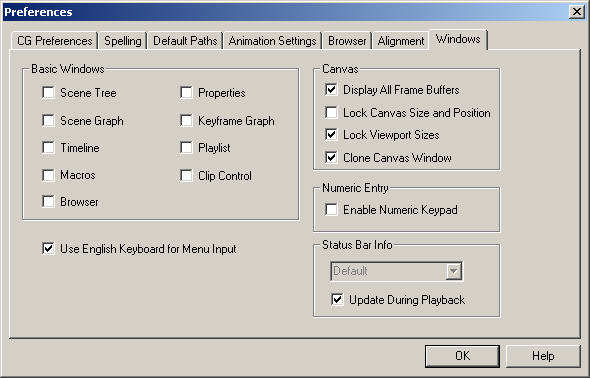 Preferences
CG Preferences Spelling Default Paths Animation Settings Browser Alignment Windows
Basic Windows
Scene Tree
Properties
Scene Graph
Keyframe Graph
Timeline
Playlist
Macros
Clip Control
Browser
Use English Keyboard for Menu Input
Canvas
Display All Frame Buffers
Lock Canvas Size and Position
Lock Viewport Sizes
Clone Canvas Window
Numeric Entry
Enable Numeric Keypad
Status Bar Info
Default
Update During Playback
OK Help